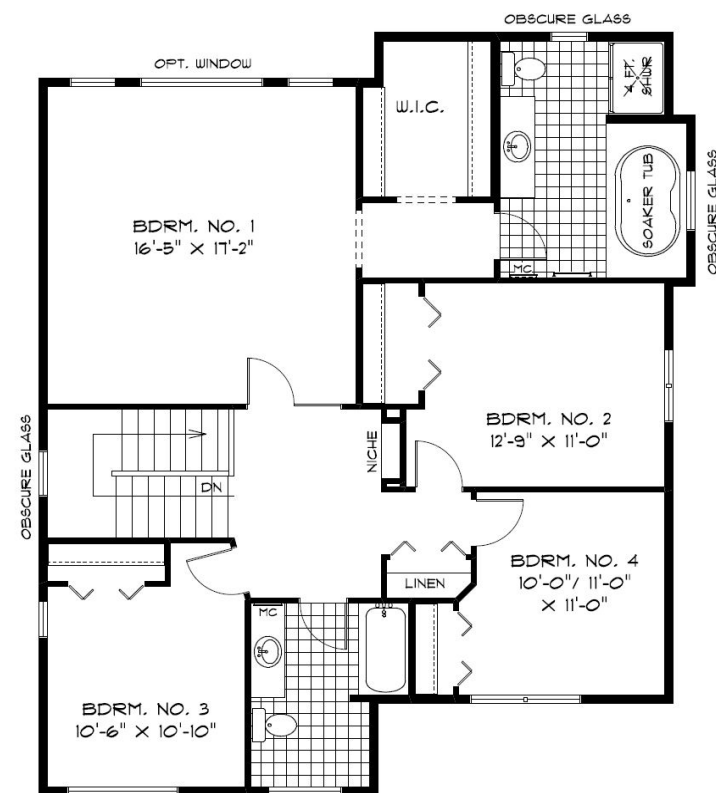 OBSCURE GLASS
OPT. WINDOW
4 FT.
SHWR
W.I.C.
SOAKER TUB
OBSCURE GLASS
BDRM. NO. 1
16'-5" X 17'-2"
MC
BDRM. NO. 2
12'-9" X 11'-0"
NICHE
OBSCURE GLASS
DN
BDRM. NO. 4
10'-0"/ 11'-0"
X 11'-0"
LINEN
MC
BDRM. NO. 3
10'-6" X 10'-10"